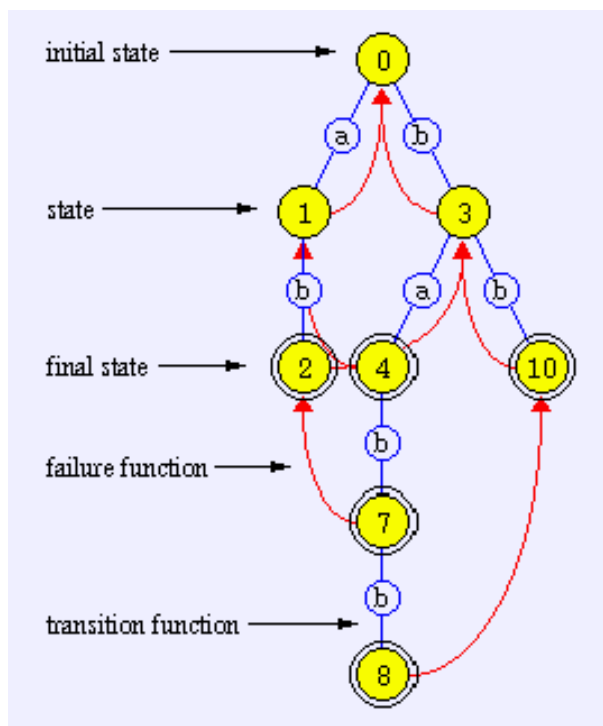 initial state
0
a
b
state
1
3
b
a
b
final state
2
4
10
b
failure function
7
b
transition function
8